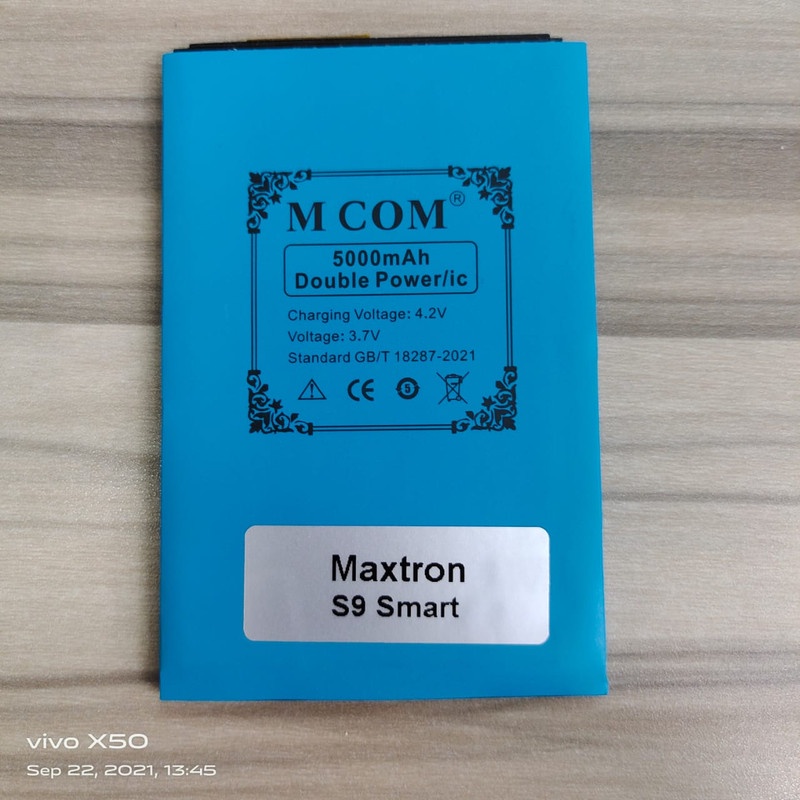 M COM®
5000mAh
Double Power/ic
Charging Voltage: 4.2V
Voltage: 3.7V
Standard GB/T 18287-2021
CE
Maxtron
S9 Smart
vivo X50
Sep 22, 2021, 13:45